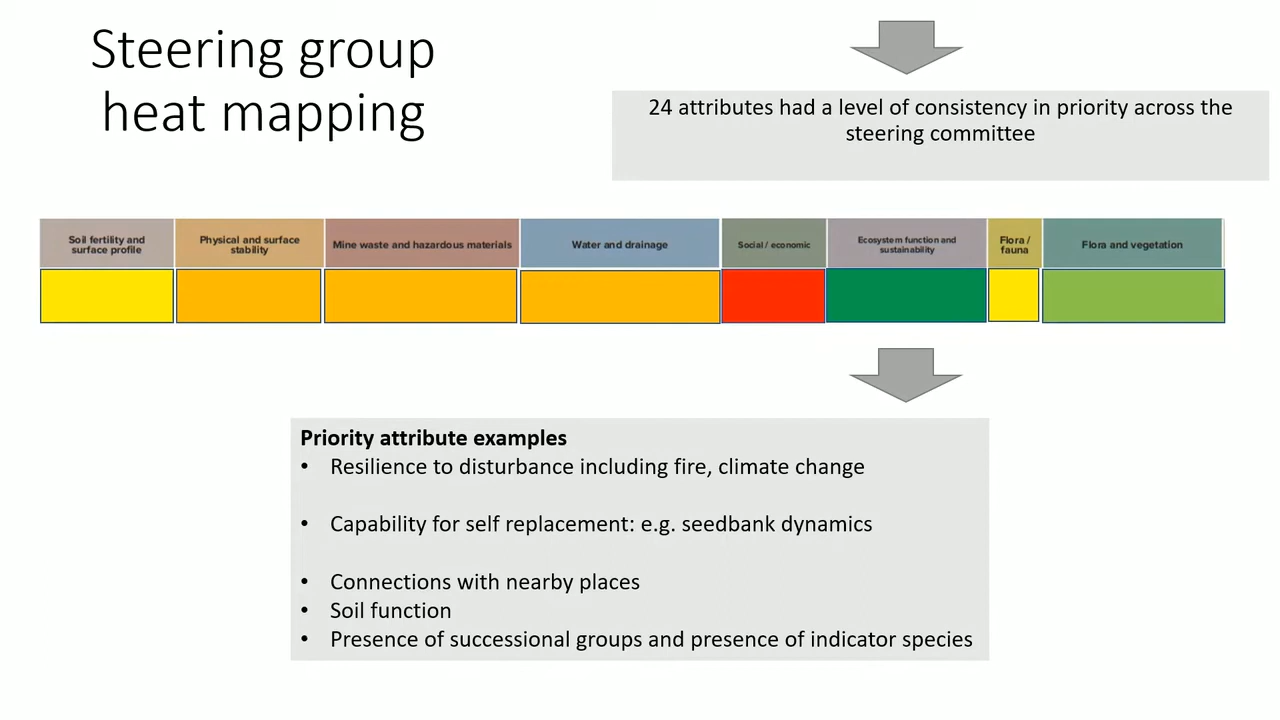 Steering group
heat mapping
24 attributes had a level of consistency in priority across the
steering committee
Soil fertility and
surface profile
Physical and surface
stability
Mine waste and hazardous materials
Water and drainage
Social / economic
Ecosystem function and
sustainability
Flora /
fauna
Flora and vegetation
Priority attribute examples
• Resilience to disturbance including fire, climate change
• Capability for self replacement: e.g. seedbank dynamics
• Connections with nearby places
• Soil function
• Presence of successional groups and presence of indicator species